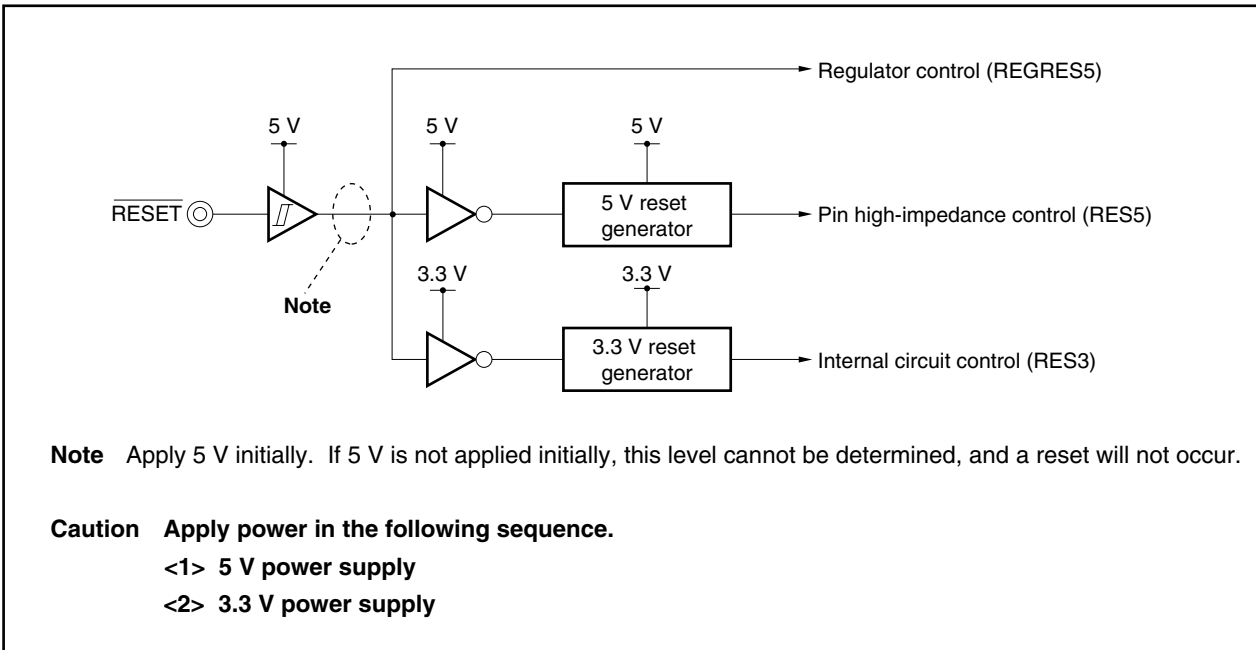 Regulator control (REGRES5)
5 V
5 V
5 V
RESET
5 V reset
generator
Pin high-impedance control (RES5)
3.3 V
3.3 V
Note
3.3 V reset
generator
Internal circuit control (RES3)
Note Apply 5 V initially. If 5 V is not applied initially, this level cannot be determined, and a reset will not occur.
Caution Apply power in the following sequence.
<1> 5 V power supply
<2> 3.3 V power supply